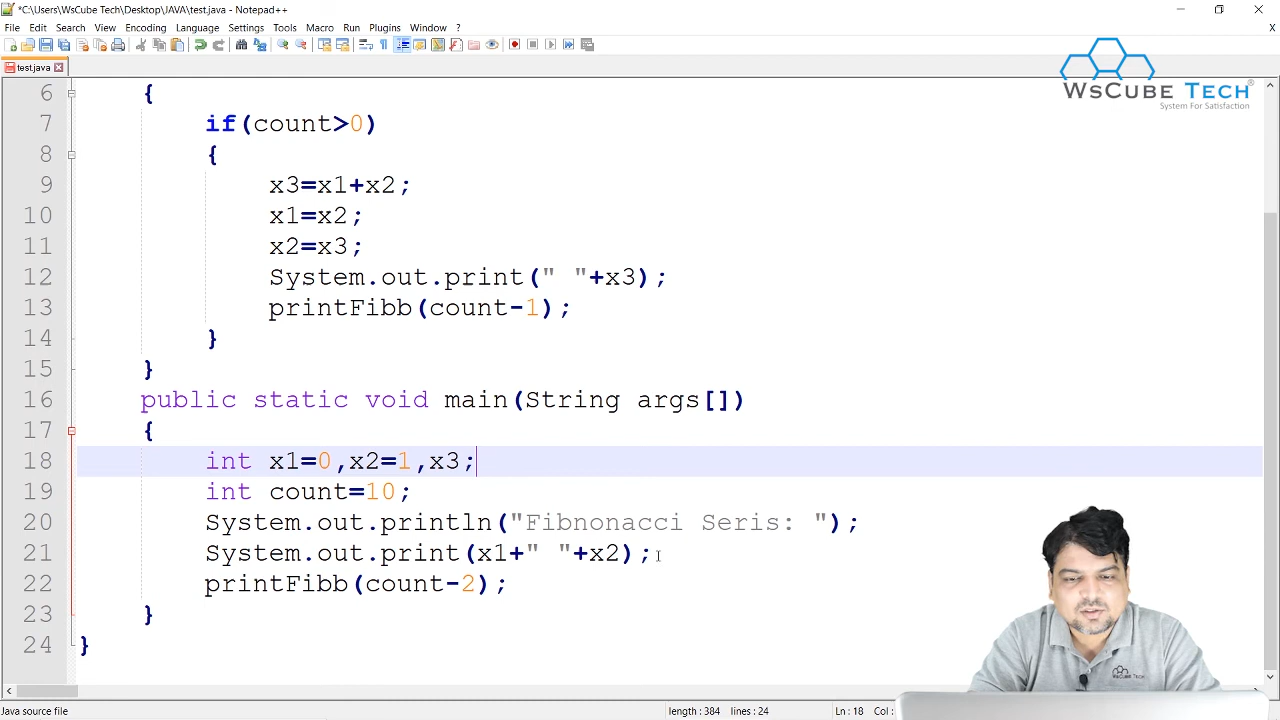 *C:\Users\WsCube Tech\Desktop\JAVA\test.java - Notepad++
File Edit Search View Encoding Language Settings Tools Macro Run Plugins Window ?
X
test.java
WsCube Tech
System For Satisfaction
6 {
7 if(count>0)
8 {
9 x3=x1+x2;
10 x1=x2;
11 x2=x3;
12 System.out.print(" "+x3);
13 printFibb(count-1);
14 }
15 }
16 public static void main(String args[])
17 {
18 int x1=0,x2=1,x3;
19 int count=10;
20 System.out.println("Fibnonacci Seris: ");
21 System.out.print(x1+" "+x2);
22 printFibb(count-2);
23 }
24 }
Java source file length : 384 lines : 24 Ln : 18 Col :